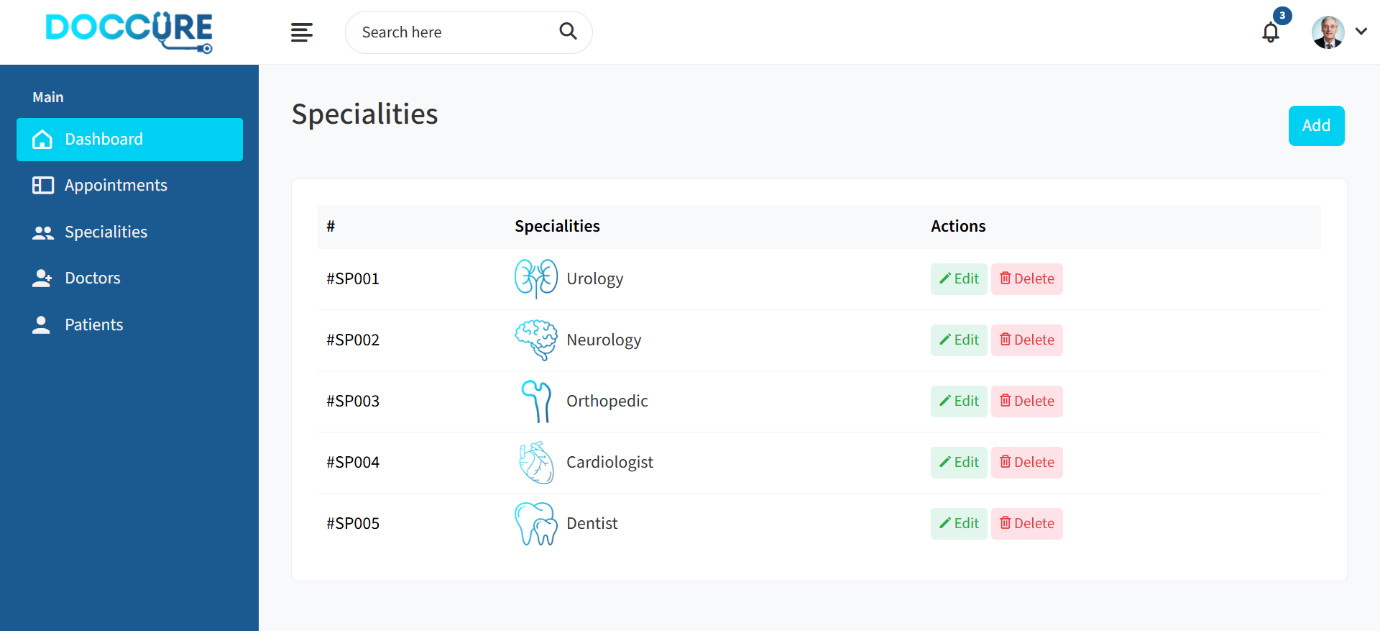 DOCCURE
Search here
3
Main
Dashboard
Appointments
Specialities
Doctors
Patients
Specialities
Add
# Specialities Actions
#SP001 Urology Edit Delete
#SP002 Neurology Edit Delete
#SP003 Orthopedic Edit Delete
#SP004 Cardiologist Edit Delete
#SP005 Dentist Edit Delete